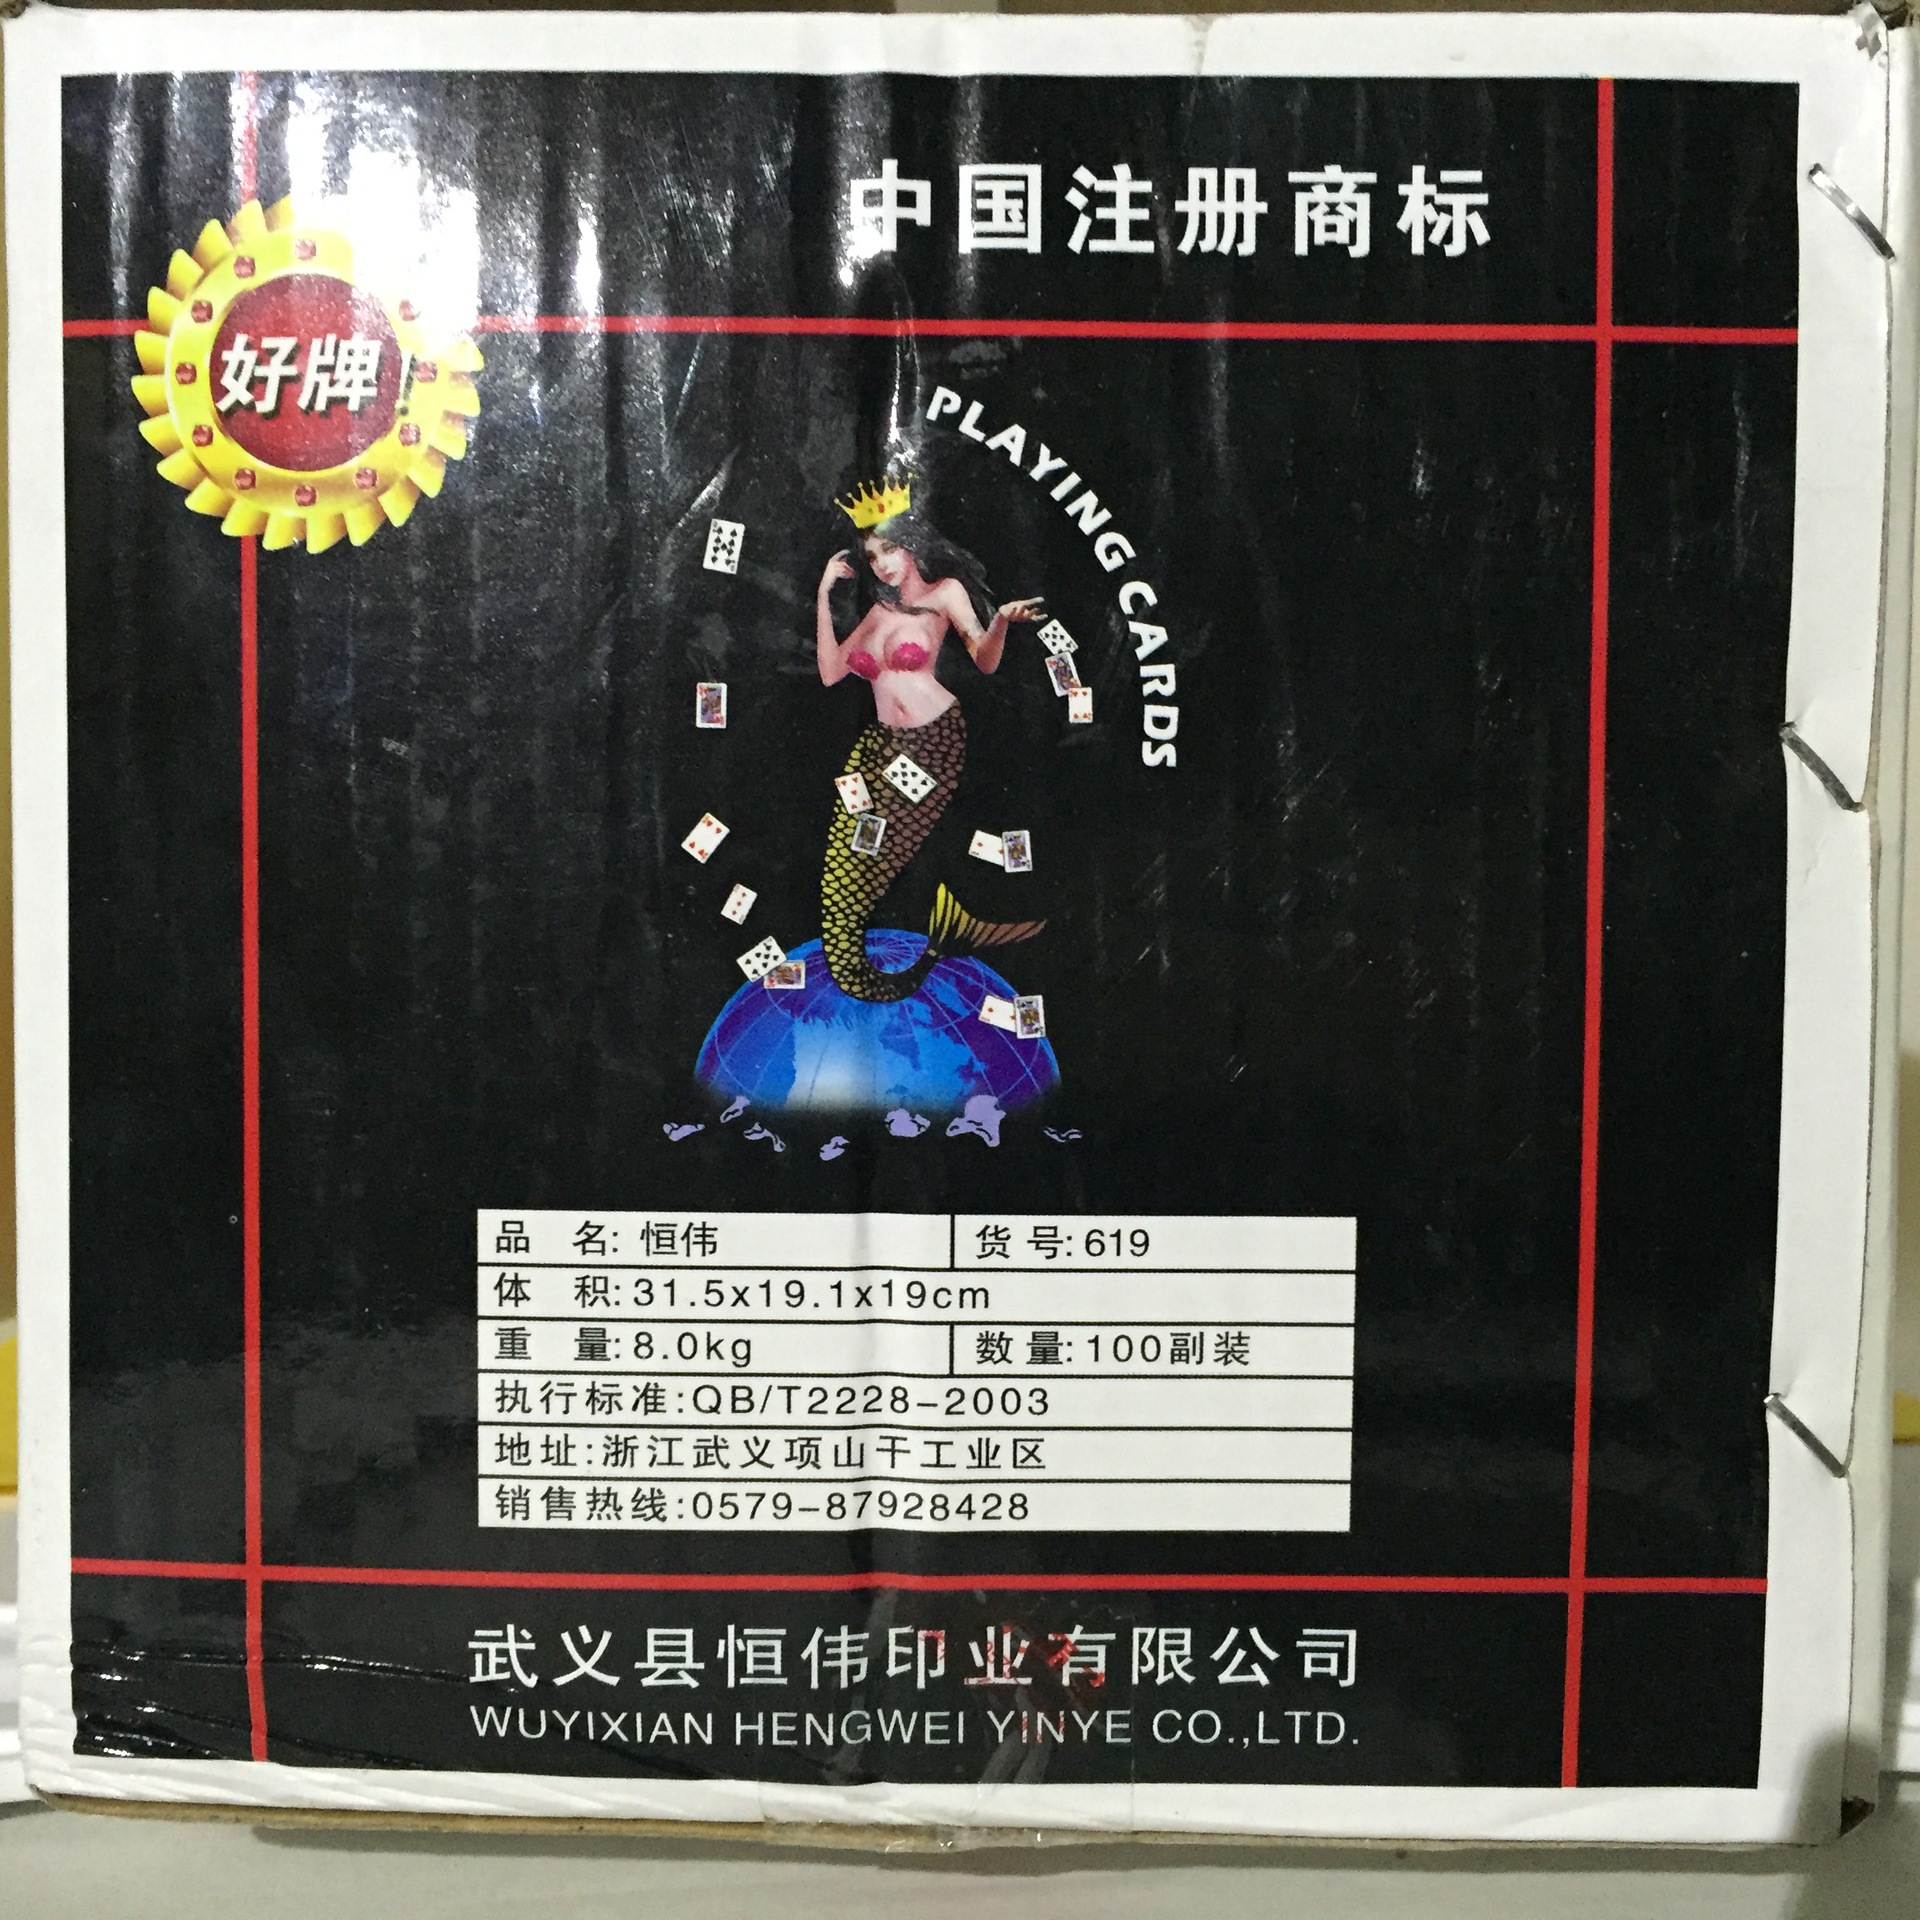 中国注册商标
好牌!
PLAYING CARDS
品 名: 恒伟 货 号: 619
体 积: 31.5x19.1x19cm
重 量: 8.0kg 数 量: 100副装
执行标准:QB/T2228-2003
地址:浙江武义项山干工业区
销售热线:0579-87928428
武义县恒伟印业有限公司
WUYIXIAN HENGWEI YINYE CO.,LTD.